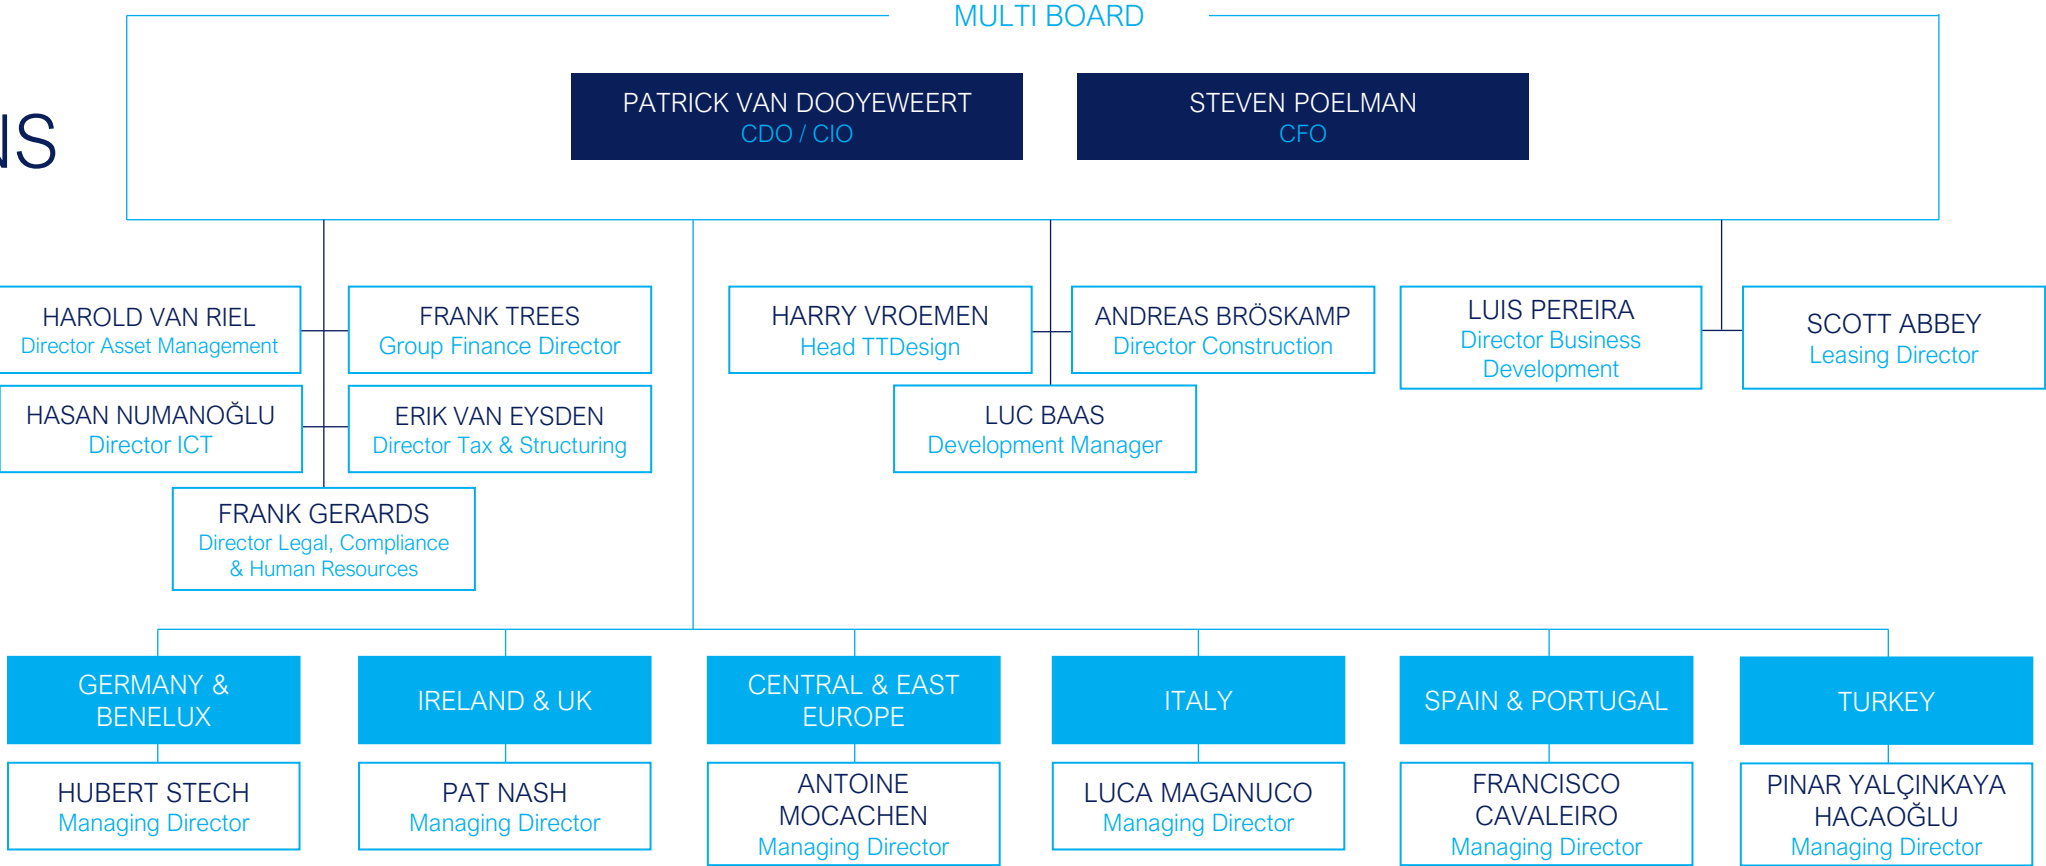 MULTI BOARD
NS
PATRICK VAN DOOYEWEERT
CDO / CIO
STEVEN POELMAN
CFO
HAROLD VAN RIEL
Director Asset Management
FRANK TREES
Group Finance Director
HARRY VROEMEN
Head TTDesign
ANDREAS BRÖSKAMP
Director Construction
LUIS PEREIRA
Director Business
Development
SCOTT ABBEY
Leasing Director
HASAN NUMANOĞLU
Director ICT
ERIK VAN EYSDEN
Director Tax & Structuring
LUC BAAS
Development Manager
FRANK GERARDS
Director Legal, Compliance
& Human Resources
GERMANY &
BENELUX
IRELAND & UK
CENTRAL & EAST
EUROPE
ITALY
SPAIN & PORTUGAL
TURKEY
HUBERT STECH
Managing Director
PAT NASH
Managing Director
ANTOINE
MOCACHEN
Managing Director
LUCA MAGANUCO
Managing Director
FRANCISCO
CAVALEIRO
Managing Director
PINAR YALÇINKAYA
HACAOĞLU
Managing Director